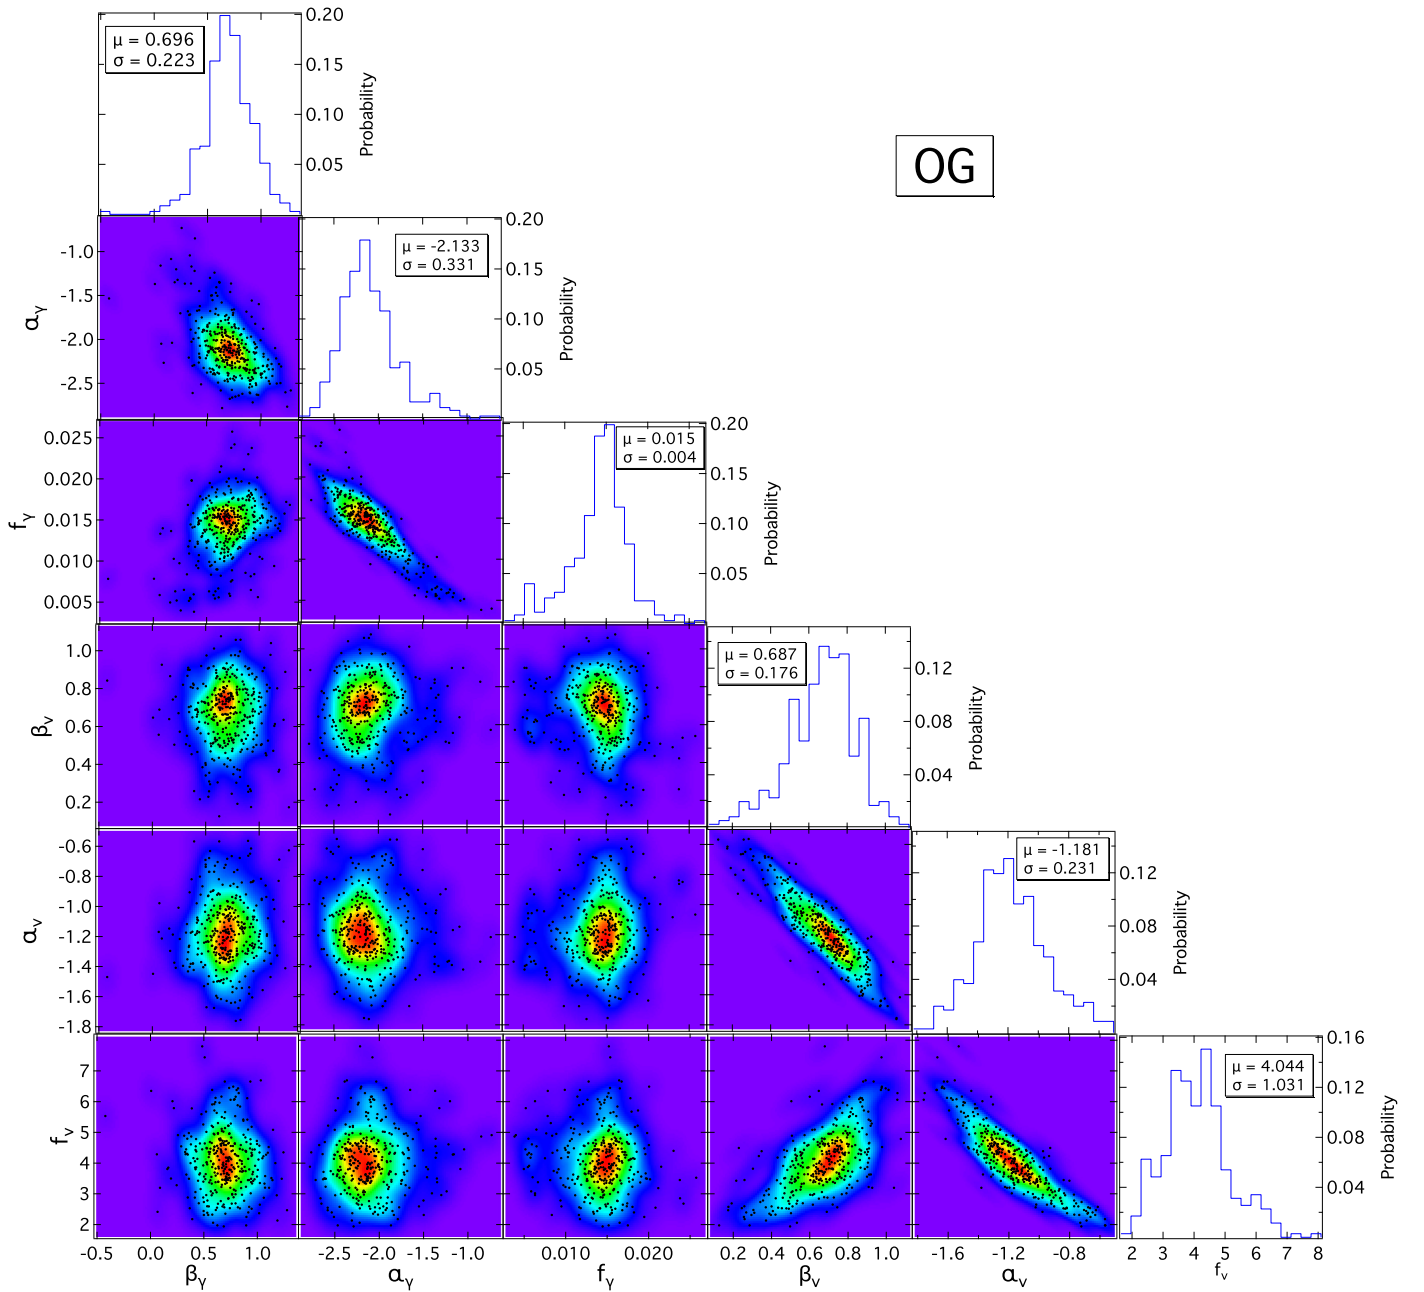 μ = 0.696
σ = 0.223
0.20
0.15
0.10
0.05
Probability
OG
μ = -2.133
σ = 0.331
0.20
0.15
0.10
0.05
Probability
-1.0
-1.5
-2.0
-2.5
αγ
μ = 0.015
σ = 0.004
0.20
0.15
0.10
0.05
Probability
0.025
0.020
0.015
0.010
0.005
fγ
μ = 0.687
σ = 0.176
0.12
0.08
0.04
Probability
1.0
0.8
0.6
0.4
0.2
βν
μ = -1.181
σ = 0.231
0.12
0.08
0.04
Probability
-0.6
-0.8
-1.0
-1.2
-1.4
-1.6
-1.8
αν
μ = 4.044
σ = 1.031
0.16
0.12
0.08
0.04
Probability
7
6
5
4
3
2
fν
-0.5 0.0 0.5 1.0
βγ
-2.5 -2.0 -1.5 -1.0
αγ
0.010 0.020
fγ
0.2 0.4 0.6 0.8 1.0
βν
-1.6 -1.2 -0.8
αν
2 3 4 5 6 7 8
fν